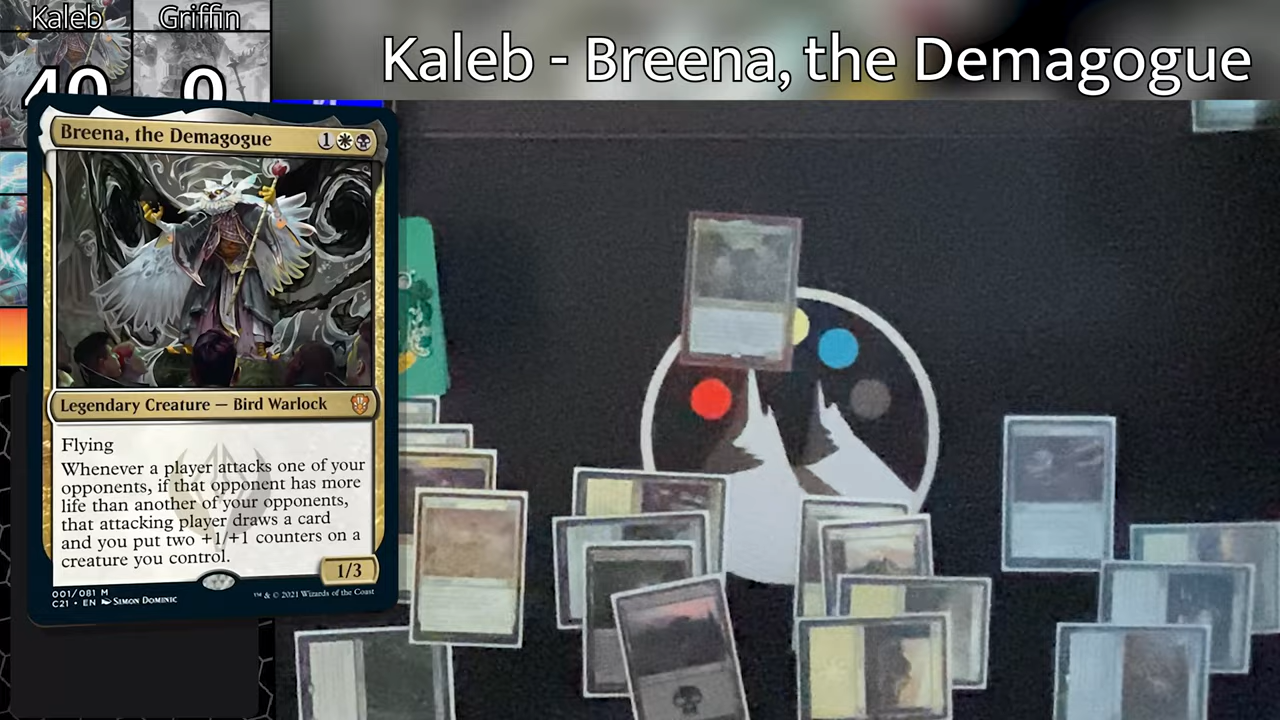 Kaleb Griffin
40 0
Kaleb - Breena, the Demagogue
Breena, the Demagogue 1
Flying
Legendary Creature — Bird Warlock
Whenever a player attacks one of your
opponents, if that opponent has more
life than another of your opponents,
that attacking player draws a card
and you put two +1/+1 counters on a
creature you control.
1/3
001/081 M
C21 • EN Simon Dominic
™ & © 2021 Wizards of the Coast